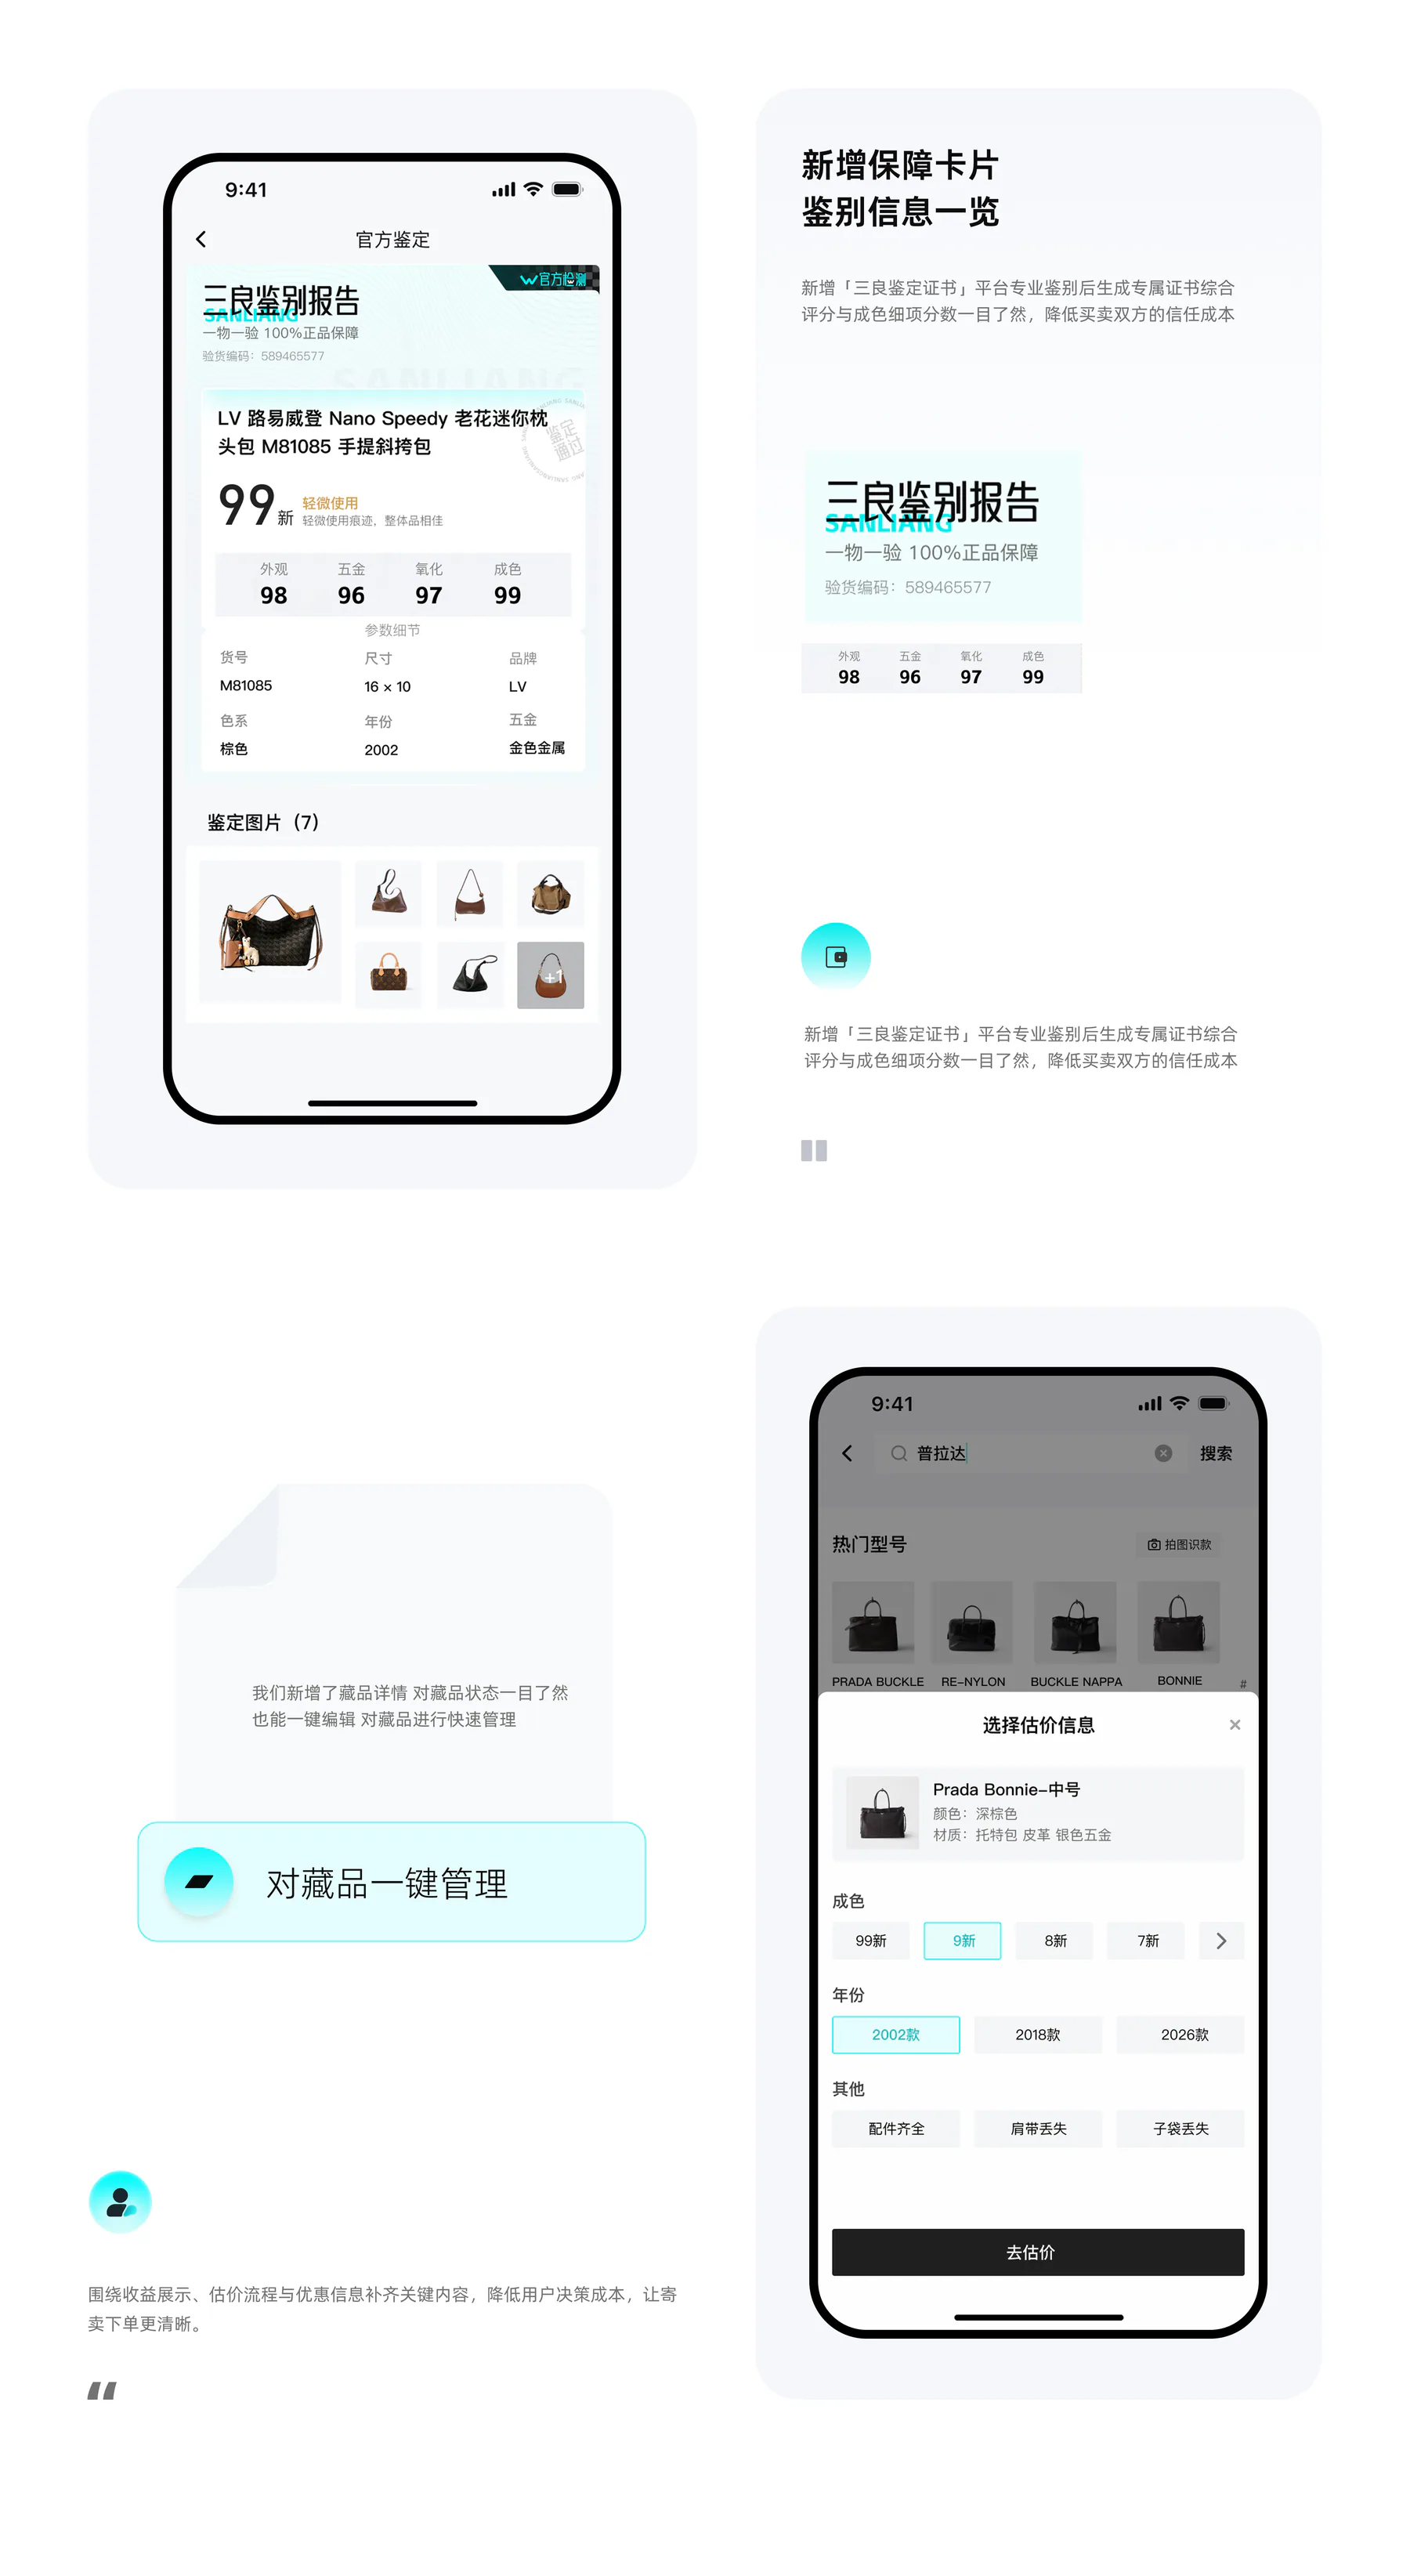 9:41
官方鉴定
官方检测
三良鉴别报告
SANLIANG
一物一验 100%正品保障
验货编码：589465577
SANLIANG
LV 路易威登 Nano Speedy 老花迷你枕
头包 M81085 手提斜挎包
鉴定
通过
99新
轻微使用
轻微使用痕迹，整体品相佳
外观 五金 氧化 成色
98 96 97 99
参数细节
货号 尺寸 品牌
M81085 16 × 10 LV
色系 年份 五金
棕色 2002 金色金属
鉴定图片（7）
+1
新增保障卡片
鉴别信息一览
新增「三良鉴定证书」平台专业鉴别后生成专属证书综合
评分与成色细项分数一目了然，降低买卖双方的信任成本
三良鉴别报告
SANLIANG
一物一验 100%正品保障
验货编码：589465577
外观 五金 氧化 成色
98 96 97 99
新增「三良鉴定证书」平台专业鉴别后生成专属证书综合
评分与成色细项分数一目了然，降低买卖双方的信任成本
我们新增了藏品详情 对藏品状态一目了然
也能一键编辑 对藏品进行快速管理
对藏品一键管理
围绕收益展示、估价流程与优惠信息补齐关键内容，降低用户决策成本，让寄
卖下单更清晰。
“
9:41
普拉达 搜索
热门型号 拍图识款
PRADA BUCKLE RE-NYLON BUCKLE NAPPA BONNIE #
选择估价信息 ×
Prada Bonnie-中号
颜色：深棕色
材质：托特包 皮革 银色五金
成色
99新 9新 8新 7新
年份
2002款 2018款 2026款
其他
配件齐全 肩带丢失 子袋丢失
去估价